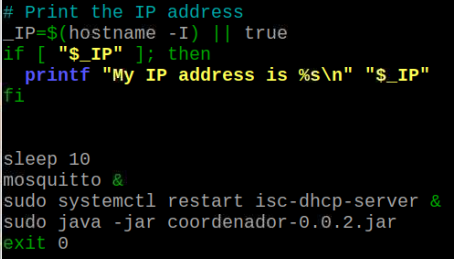 # Print the IP address
_IP=$(hostname -I) || true
if [ "$_IP" ]; then
  printf "My IP address is %s\n" "$_IP"
fi
sleep 10
mosquitto &
sudo systemctl restart isc-dhcp-server &
sudo java -jar coordenador-0.0.2.jar
exit 0